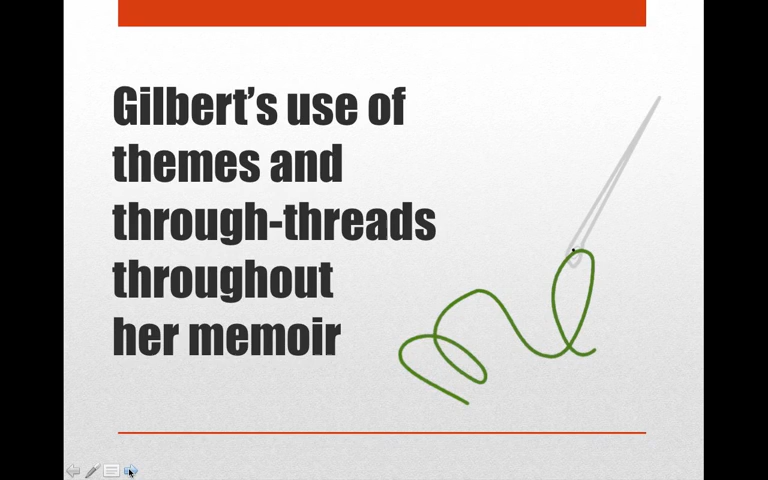 Gilbert’s use of
themes and
through-threads
throughout
her memoir